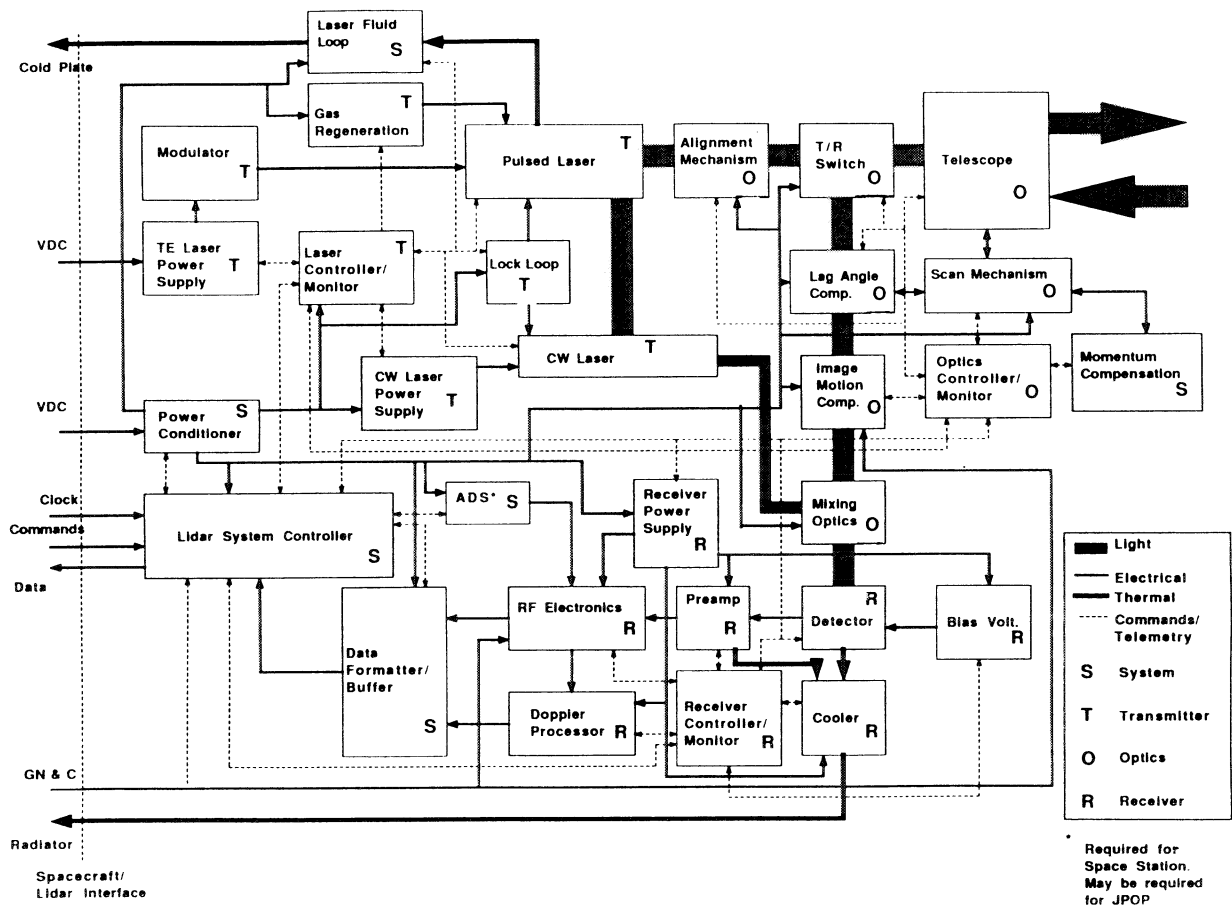 Laser Fluid
Loop
S
Cold Plate
Gas
Regeneration
T
Modulator
T
Pulsed Laser
T
Alignment
Mechanism
O
T/R
Switch
O
Telescope
O
VDC
TE Laser
Power
Supply
T
Laser
Controller/
Monitor
T
Lock Loop
T
Lag Angle
Comp.
O
Scan Mechanism
O
CW Laser
T
CW Laser
Power
Supply
T
Image
Motion
Comp.
O
Optics
Controller/
Monitor
O
Momentum
Compensation
S
VDC
Power
Conditioner
S
Clock
Commands
Data
Lidar System Controller
S
ADS*
S
Receiver
Power
Supply
R
Mixing
Optics
O
Data
Formatter/
Buffer
S
RF Electronics
R
Preamp
R
Detector
R
Bias Volt.
R
Doppler
Processor
R
Receiver
Controller/
Monitor
R
Cooler
R
GN & C
Radiator
Spacecraft/
Lidar Interface
Light
Electrical
Thermal
Commands/
Telemetry
S System
T Transmitter
O Optics
R Receiver
* Required for
Space Station.
May be required
for JPOP